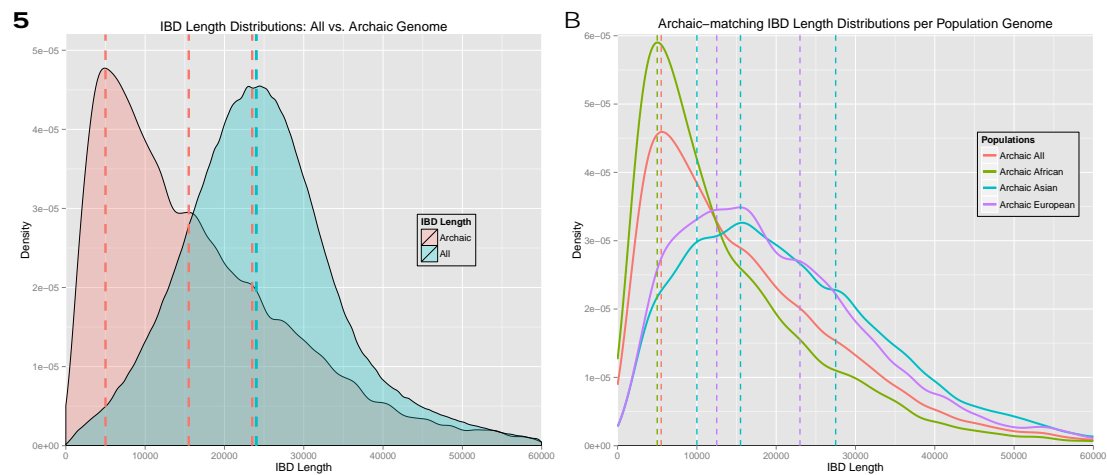 5
IBD Length Distributions: All vs. Archaic Genome
5e−05
4e−05
3e−05
2e−05
1e−05
0e+00
Density
0 10000 20000 30000 40000 50000 60000
IBD Length
IBD Length
Archaic
All
B
Archaic−matching IBD Length Distributions per Population Genome
6e−05
5e−05
4e−05
3e−05
2e−05
1e−05
0e+00
Density
0 10000 20000 30000 40000 50000 60000
IBD Length
Populations
Archaic All
Archaic African
Archaic Asian
Archaic European